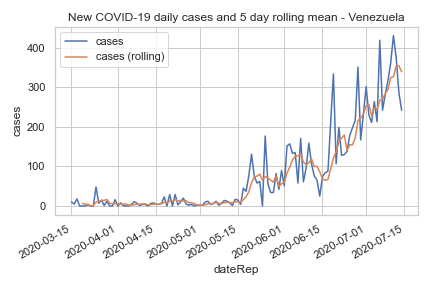 New COVID-19 daily cases and 5 day rolling mean - Venezuela
cases
cases (rolling)
400
300
200
100
0
cases
2020-03-15
2020-04-01
2020-04-15
2020-05-01
2020-05-15
2020-06-01
2020-06-15
2020-07-01
2020-07-15
dateRep